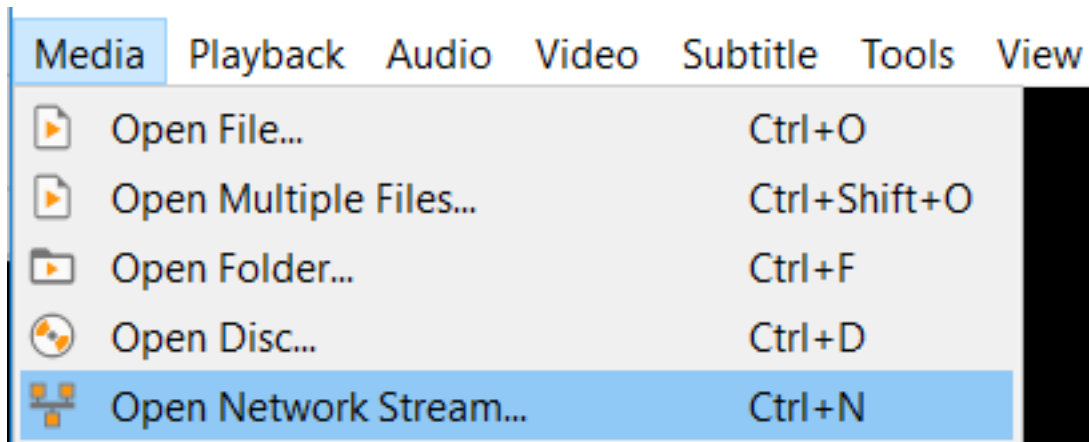 Media Playback Audio Video Subtitle Tools View
Open File... Ctrl+O
Open Multiple Files... Ctrl+Shift+O
Open Folder... Ctrl+F
Open Disc... Ctrl+D
Open Network Stream... Ctrl+N